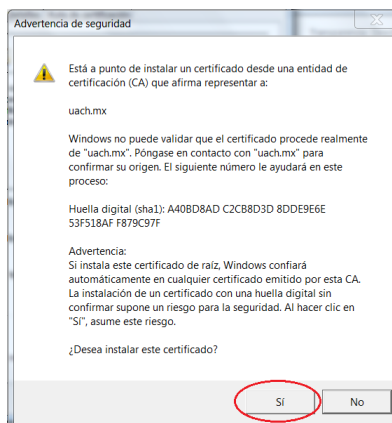 Advertencia de seguridad
Está a punto de instalar un certificado desde una entidad de
certificación (CA) que afirma representar a:
uach.mx
Windows no puede validar que el certificado procede realmente
de "uach.mx". Póngase en contacto con "uach.mx" para
confirmar su origen. El siguiente número le ayudará en este
proceso:
Huella digital (sha1): A40BD8AD C2CB8D3D 8DDE9E6E
53F518AF F879C97F
Advertencia:
Si instala este certificado de raíz, Windows confiará
automáticamente en cualquier certificado emitido por esta CA.
La instalación de un certificado con una huella digital sin
confirmar supone un riesgo para la seguridad. Al hacer clic en
"Sí", asume este riesgo.
¿Desea instalar este certificado?
Sí
No